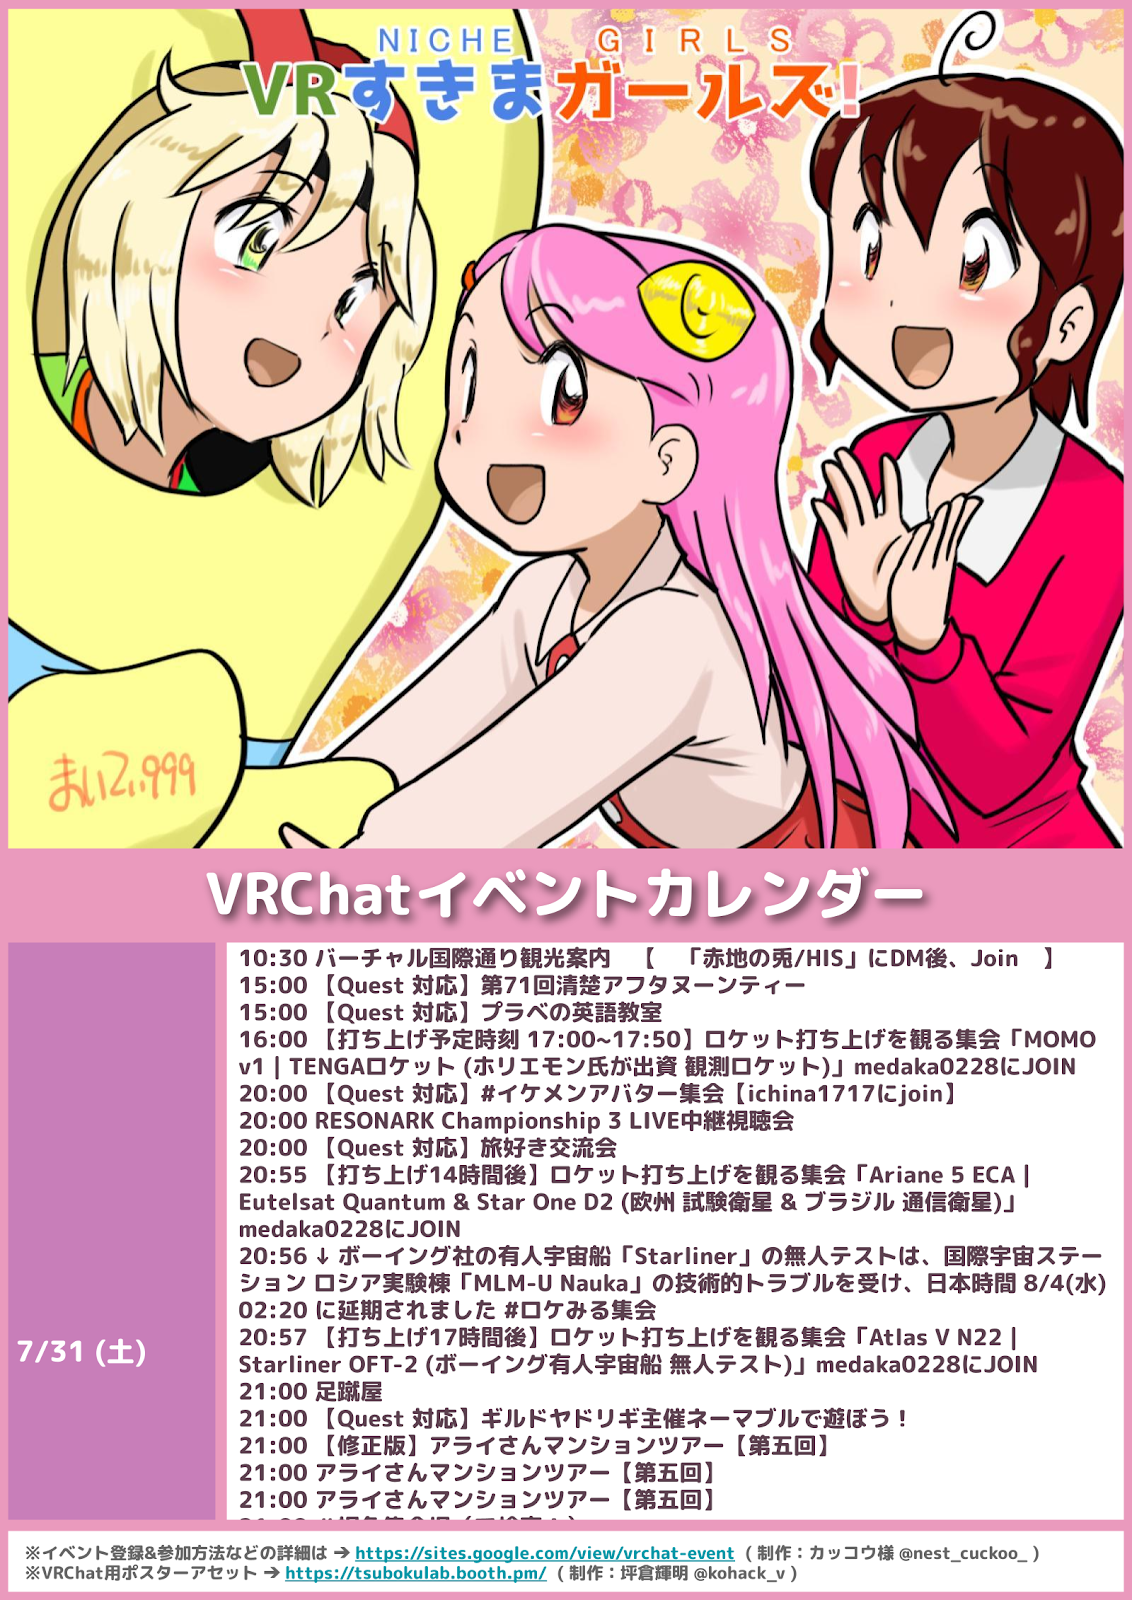 NICHE GIRLS
VRすきまガールズ!
まいてぃ999
VRChatイベントカレンダー
7/31 (土)
10:30 バーチャル国際通り観光案内 【 「赤地の兎/HIS」にDM後、Join 】
15:00 【Quest 対応】第71回清楚アフタヌーンティー
15:00 【Quest 対応】プラベの英語教室
16:00 【打ち上げ予定時刻 17:00~17:50】ロケット打ち上げを観る集会「MOMO
v1 | TENGAロケット (ホリエモン氏が出資 観測ロケット)」medaka0228にJOIN
20:00 【Quest 対応】#イケメンアバター集会【ichina1717にjoin】
20:00 RESONARK Championship 3 LIVE中継視聴会
20:00 【Quest 対応】旅好き交流会
20:55 【打ち上げ14時間後】ロケット打ち上げを観る集会「Ariane 5 ECA |
Eutelsat Quantum & Star One D2 (欧州 試験衛星 & ブラジル 通信衛星)」
medaka0228にJOIN
20:56 ↓ ボーイング社の有人宇宙船「Starliner」の無人テストは、国際宇宙ステー
ション ロシア実験棟「MLM-U Nauka」の技術的トラブルを受け、日本時間 8/4(水)
02:20 に延期されました #ロケみる集会
20:57 【打ち上げ17時間後】ロケット打ち上げを観る集会「Atlas V N22 |
Starliner OFT-2 (ボーイング有人宇宙船 無人テスト)」medaka0228にJOIN
21:00 足蹴屋
21:00 【Quest 対応】ギルドヤドリギ主催ネーマブルで遊ぼう！
21:00 【修正版】アライさんマンションツアー【第五回】
21:00 アライさんマンションツアー【第五回】
21:00 アライさんマンションツアー【第五回】
※イベント登録&参加方法などの詳細は ➔ https://sites.google.com/view/vrchat-event ( 制作：カッコウ様 @nest_cuckoo_ )
※VRChat用ポスターアセット ➔ https://tsubokulab.booth.pm/ ( 制作：坪倉輝明 @kohack_v )